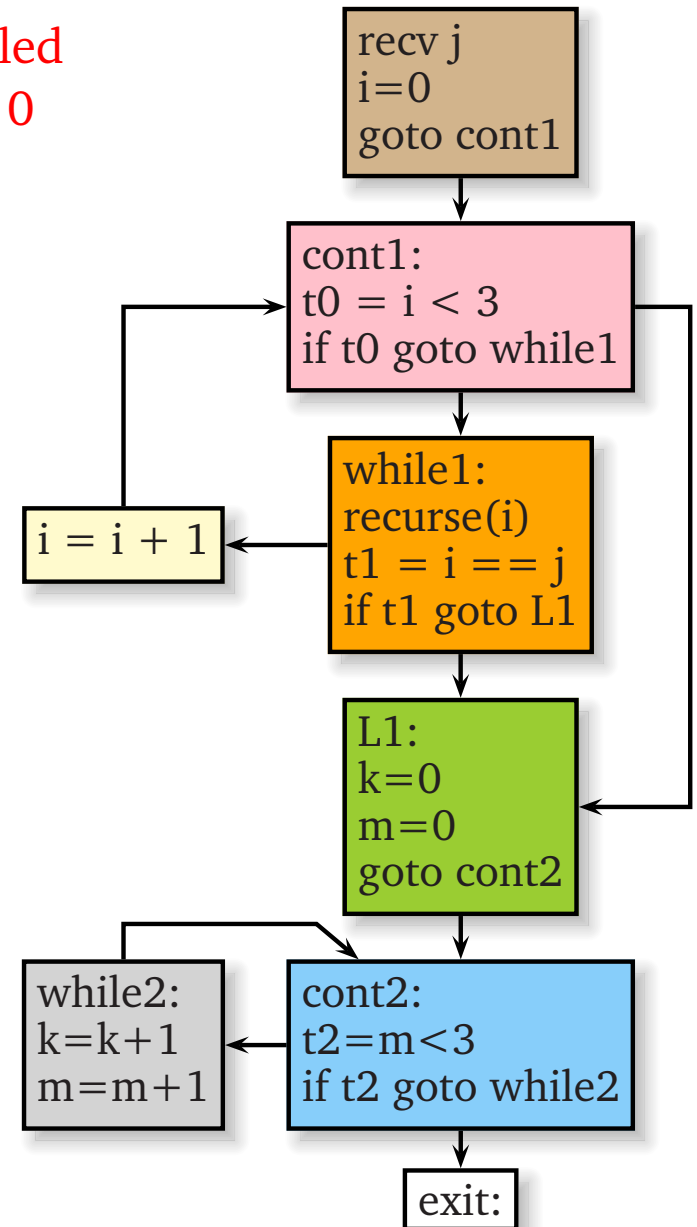 led
0
recv j
i=0
goto cont1
cont1:
t0 = i < 3
if t0 goto while1
while1:
recurse(i)
t1 = i == j
if t1 goto L1
i = i + 1
L1:
k=0
m=0
goto cont2
while2:
k=k+1
m=m+1
cont2:
t2=m<3
if t2 goto while2
exit: